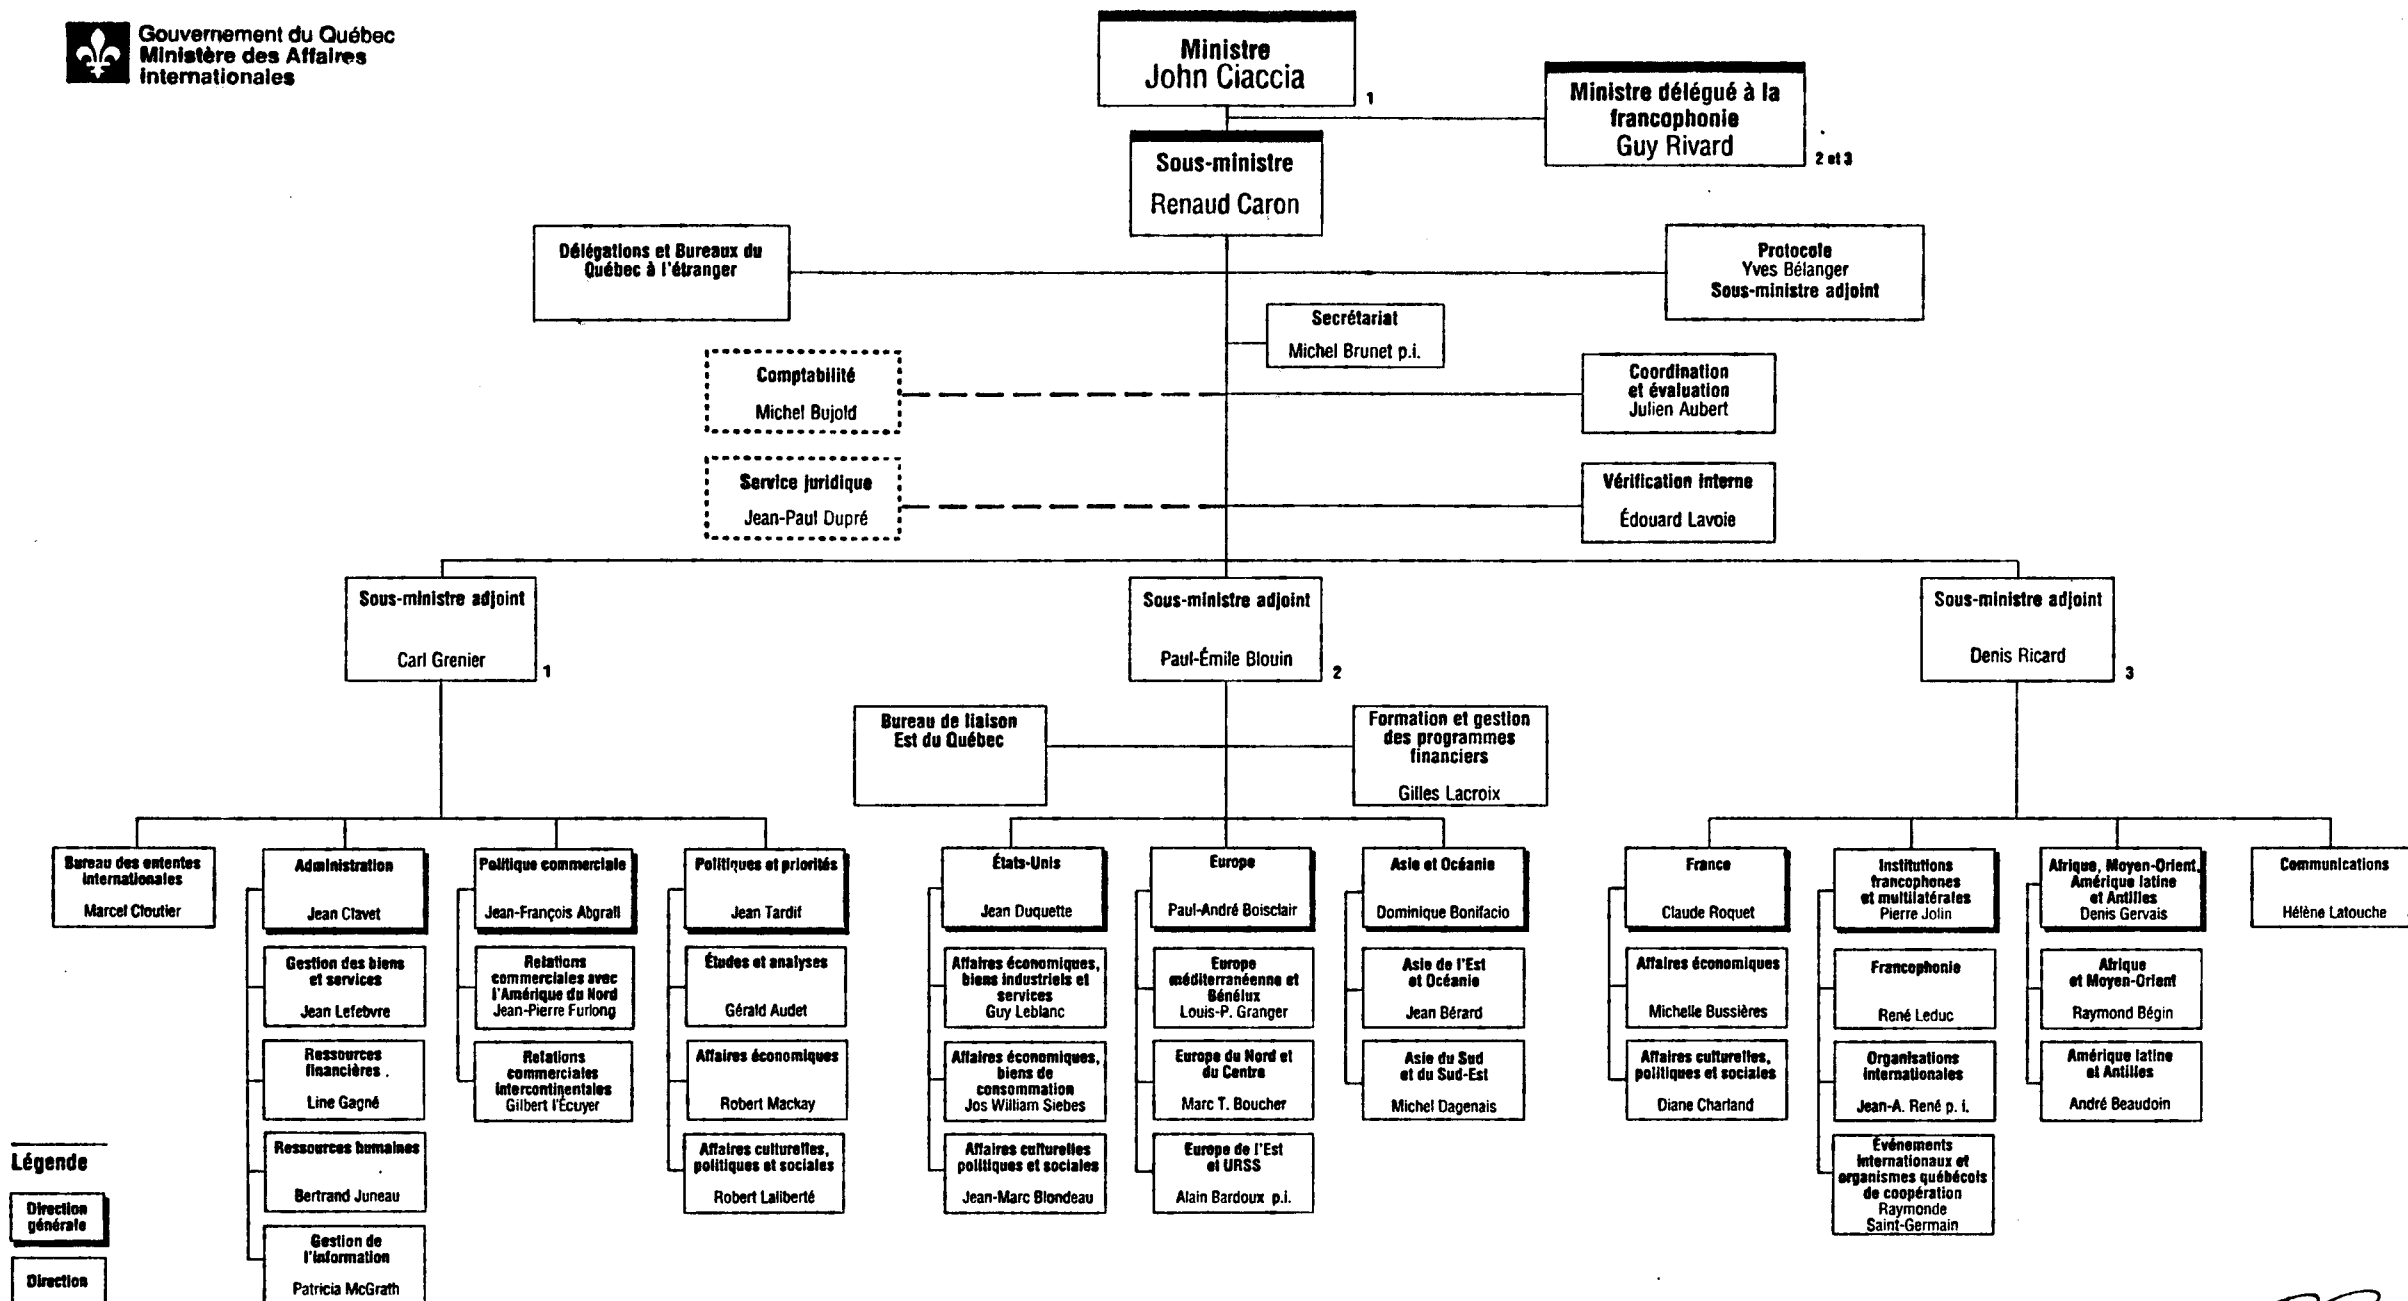 Gouvernement du Québec
Ministère des Affaires
internationales
Ministre
John Ciaccia
1
Ministre délégué à la
francophonie
Guy Rivard
2 et 3
Sous-ministre
Renaud Caron
Délégations et Bureaux du
Québec à l'étranger
Protocole
Yves Bélanger
Sous-ministre adjoint
Secrétariat
Michel Brunet p.i.
Comptabilité
Michel Bujold
Coordination
et évaluation
Julien Aubert
Service juridique
Jean-Paul Dupré
Vérification interne
Édouard Lavoie
Sous-ministre adjoint
Carl Grenier
1
Sous-ministre adjoint
Paul-Émile Blouin
2
Sous-ministre adjoint
Denis Ricard
3
Bureau de liaison
Est du Québec
Formation et gestion
des programmes
financiers
Gilles Lacroix
Bureau des ententes
internationales
Marcel Cloutier
Administration
Jean Clavet
Gestion des biens
et services
Jean Lefebvre
Ressources
financières
Line Gagné
Ressources humaines
Bertrand Juneau
Gestion de
l'information
Patricia McGrath
Politique commerciale
Jean-François Abgrall
Relations
commerciales avec
l'Amérique du Nord
Jean-Pierre Furlong
Relations
commerciales
intercontinentales
Gilbert l'Écuyer
Politiques et priorités
Jean Tardif
Études et analyses
Gérald Audet
Affaires économiques
Robert Mackay
Affaires culturelles,
politiques et sociales
Robert Laliberté
États-Unis
Jean Duquette
Affaires économiques,
biens industriels et
services
Guy Leblanc
Affaires économiques,
biens de
consommation
Jos William Siebes
Affaires culturelles
politiques et sociales
Jean-Marc Blondeau
Europe
Paul-André Boisclair
Europe
méditerranéenne et
Bénélux
Louis-P. Granger
Europe du Nord et
du Centre
Marc T. Boucher
Europe de l'Est
et URSS
Alain Bardoux p.i.
Asie et Océanie
Dominique Bonifacio
Asie de l'Est
et Océanie
Jean Bérard
Asie du Sud
et du Sud-Est
Michel Dagenais
France
Claude Roquet
Affaires économiques
Michelle Bussières
Affaires culturelles,
politiques et sociales
Diane Charland
Institutions
francophones
et multilatérales
Pierre Jolin
Francophonie
René Leduc
Organisations
internationales
Jean-A. René p. i.
Événements
internationaux et
organismes québécois
de coopération
Raymonde
Saint-Germain
Afrique, Moyen-Orient,
Amérique latine
et Antilles
Denis Gervais
Afrique
et Moyen-Orient
Raymond Bégin
Amérique latine
et Antilles
André Beaudoin
Communications
Hélène Latouche
Légende
Direction
générale
Direction